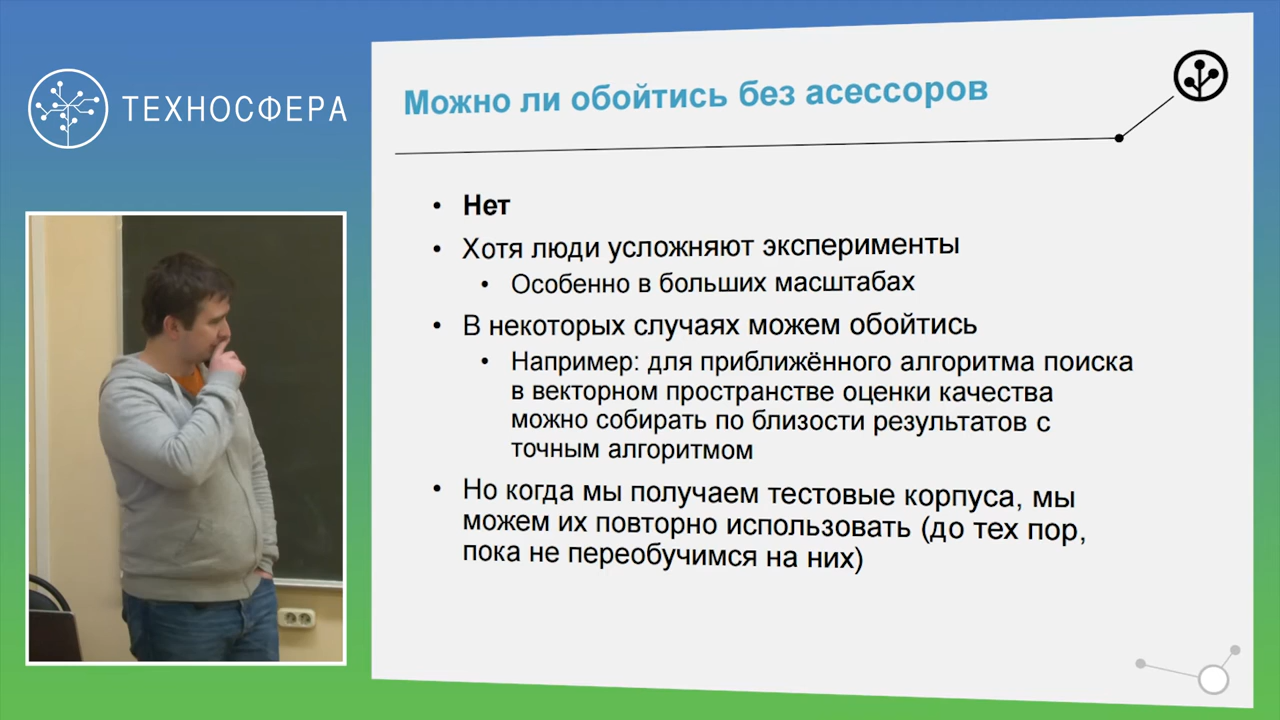 ТЕХНОСФЕРА
Можно ли обойтись без асессоров
• Нет
• Хотя люди усложняют эксперименты
• Особенно в больших масштабах
• В некоторых случаях можем обойтись
• Например: для приближённого алгоритма поиска
в векторном пространстве оценки качества
можно собирать по близости результатов с
точным алгоритмом
• Но когда мы получаем тестовые корпуса, мы
можем их повторно использовать (до тех пор,
пока не переобучимся на них)